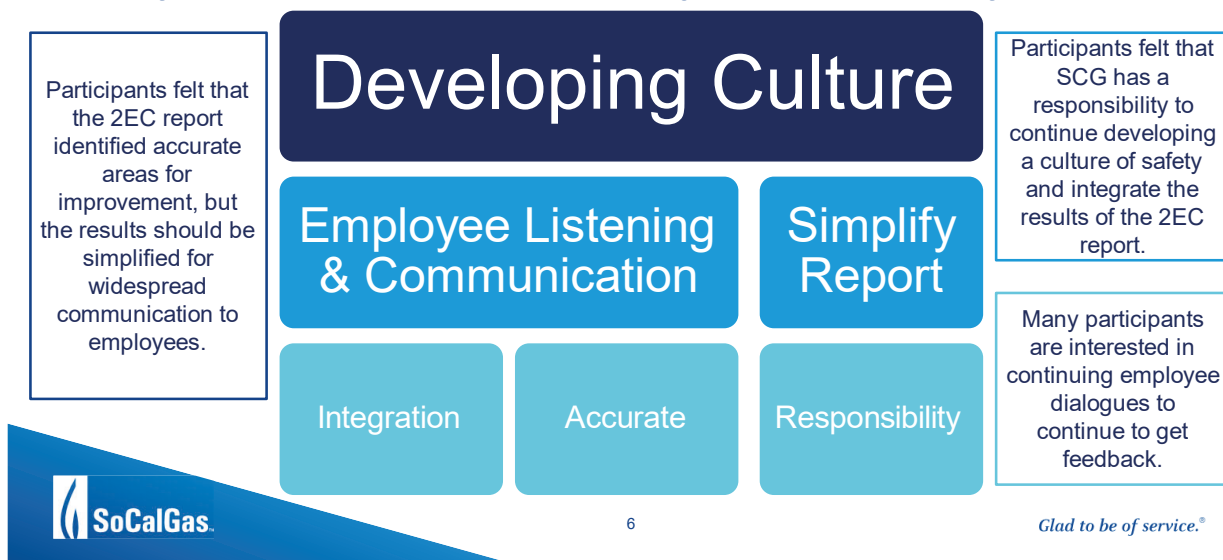 Participants felt that
the 2EC report
identified accurate
areas for
improvement, but
the results should be
simplified for
widespread
communication to
employees.
Developing Culture
Employee Listening
& Communication
Simplify
Report
Integration
Accurate
Responsibility
Participants felt that
SCG has a
responsibility to
continue developing
a culture of safety
and integrate the
results of the 2EC
report.
Many participants
are interested in
continuing employee
dialogues to
continue to get
feedback.
SoCalGas™
6
Glad to be of service.®